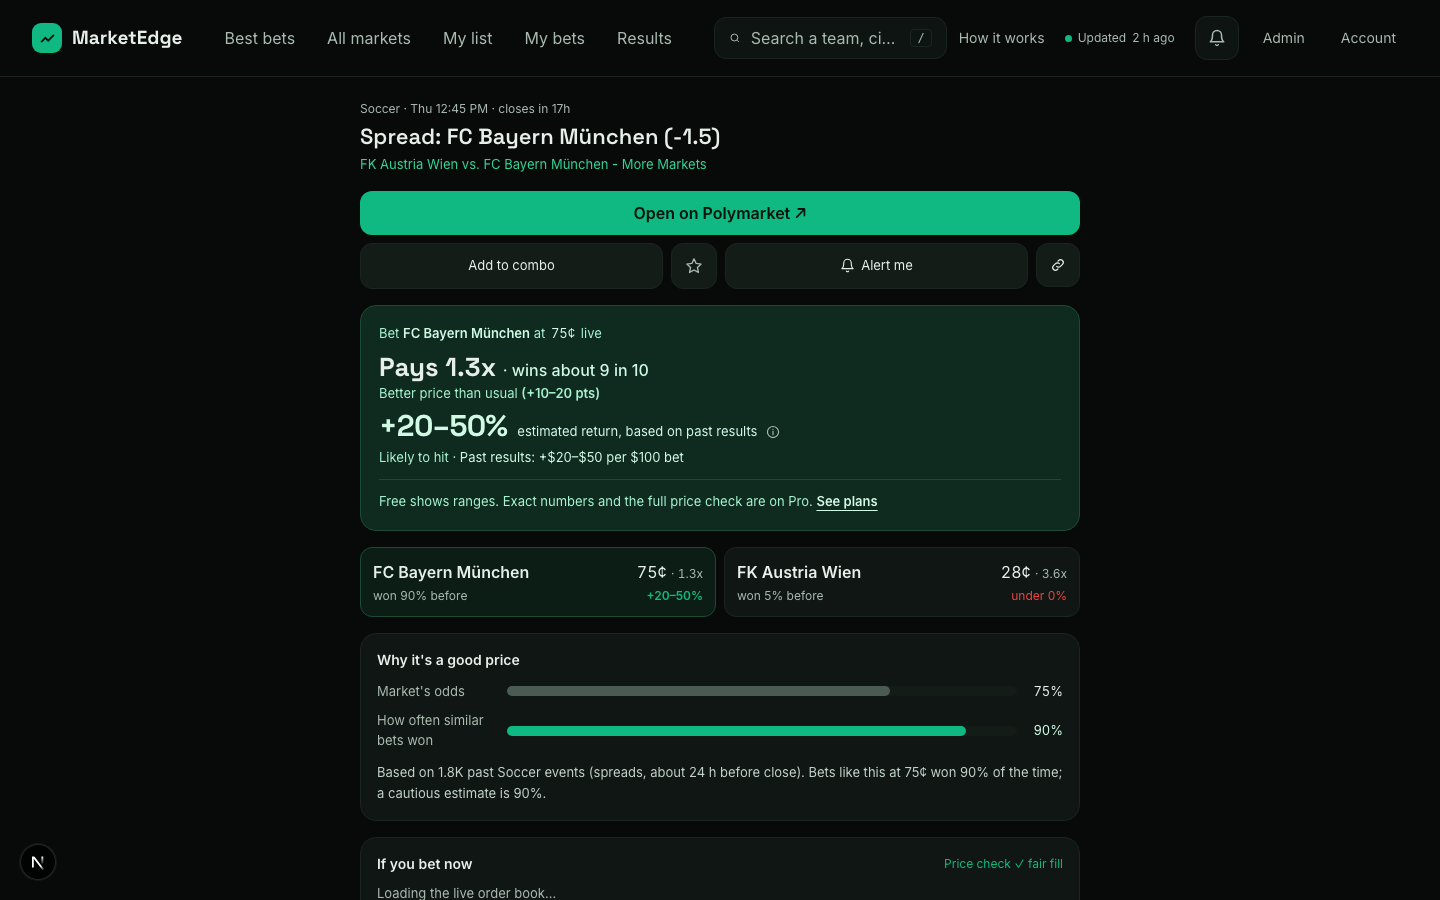 MarketEdge
Best bets
All markets
My list
My bets
Results
Search a team, ci...
/
How it works
Updated 2 h ago
Admin
Account
Soccer · Thu 12:45 PM · closes in 17h
Spread: FC Bayern München (-1.5)
FK Austria Wien vs. FC Bayern München - More Markets
Open on Polymarket ↗
Add to combo
Alert me
Bet FC Bayern München at 75¢ live
Pays 1.3x · wins about 9 in 10
Better price than usual (+10–20 pts)
+20–50% estimated return, based on past results
Likely to hit · Past results: +$20–$50 per $100 bet
Free shows ranges. Exact numbers and the full price check are on Pro. See plans
FC Bayern München 75¢ · 1.3x
won 90% before +20–50%
FK Austria Wien 28¢ · 3.6x
won 5% before under 0%
Why it's a good price
Market's odds 75%
How often similar
bets won 90%
Based on 1.8K past Soccer events (spreads, about 24 h before close). Bets like this at 75¢ won 90% of the time;
a cautious estimate is 90%.
If you bet now
Price check ✓ fair fill
Loading the live order book...
N